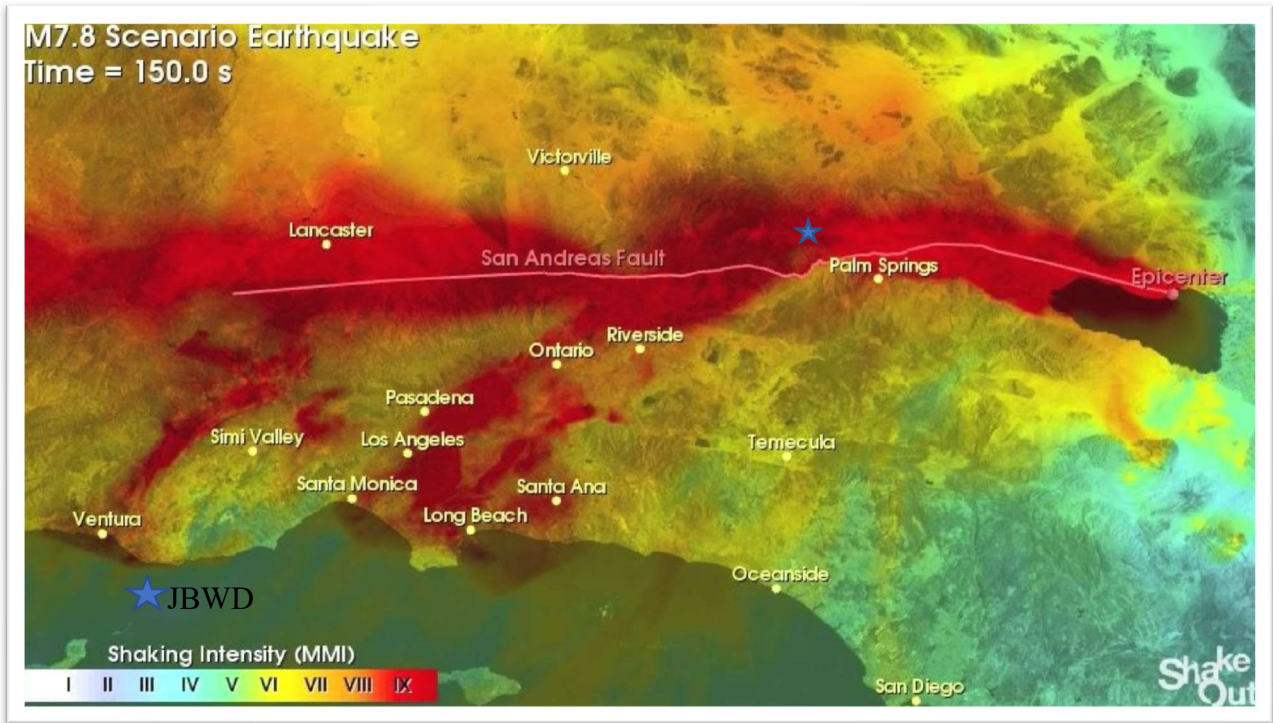 M7.8 Scenario Earthquake
Time = 150.0 s
Victorville
Lancaster
San Andreas Fault
Palm Springs
Epicenter
Riverside
Ontario
Pasadena
Simi Valley
Los Angeles
Temecula
Santa Monica
Santa Ana
Long Beach
Ventura
Oceanside
JBWD
Shaking Intensity (MMI)
I II III IV V VI VII VIII IX
San Diego
Shake
Out